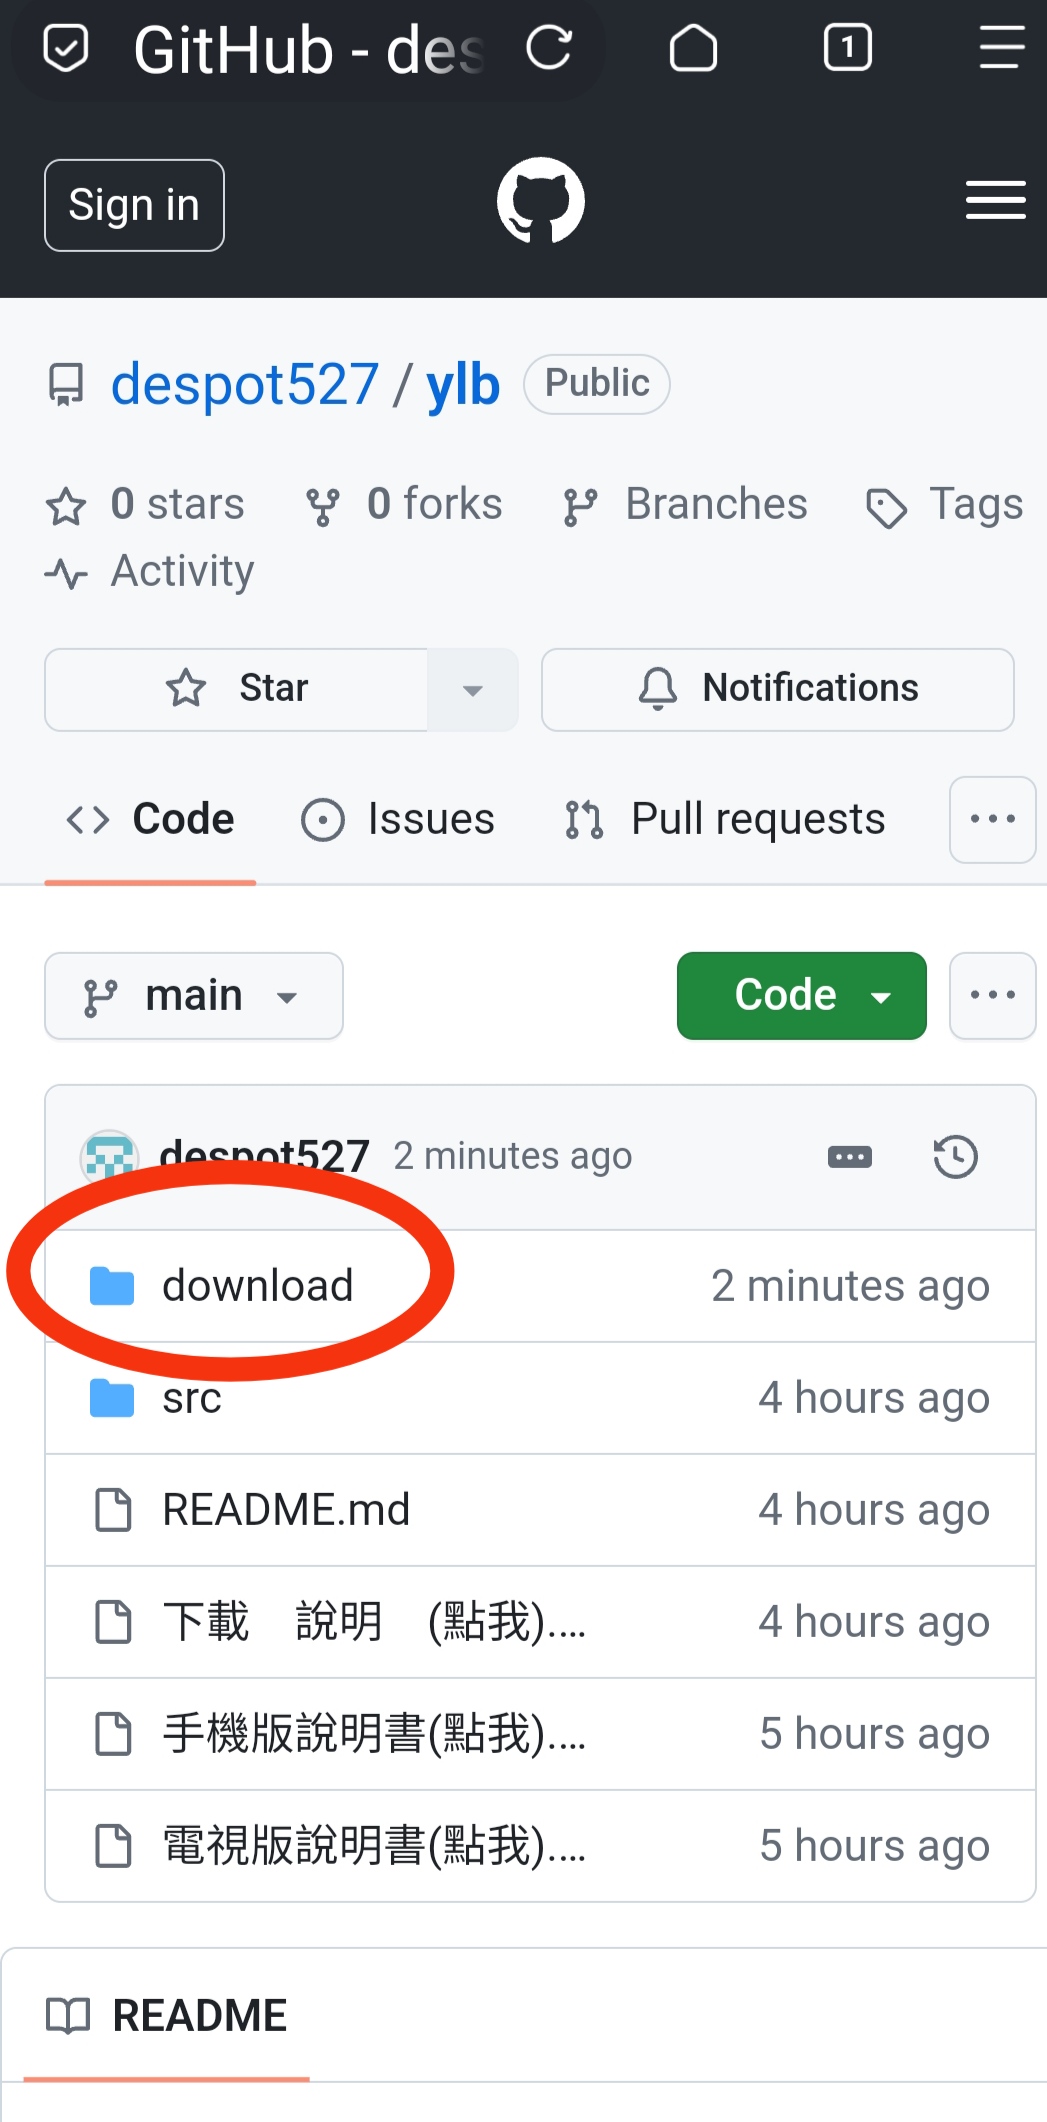 GitHub - des
1
Sign in
despot527 / ylb Public
0 stars 0 forks Branches Tags
Activity
Star Notifications
Code Issues Pull requests ...
main Code ...
despot527 2 minutes ago ...
download 2 minutes ago
src 4 hours ago
README.md 4 hours ago
下載　說明　(點我)....​ 4 hours ago
手機版說明書(點我).... 5 hours ago
電視版說明書(點我).... 5 hours ago
README